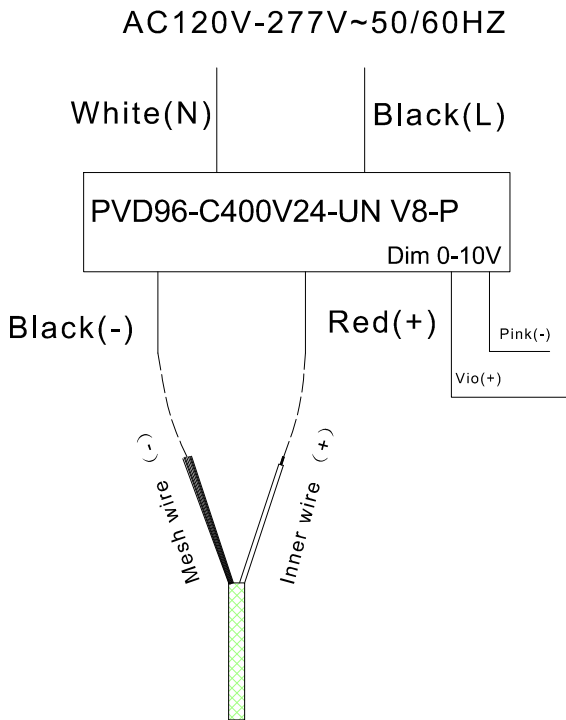 AC120V-277V~50/60HZ
White(N)
Black(L)
PVD96-C400V24-UN V8-P
Dim 0-10V
Black(-)
Red(+)
Pink(-)
Vio(+)
Mesh wire (-)
Inner wire (+)